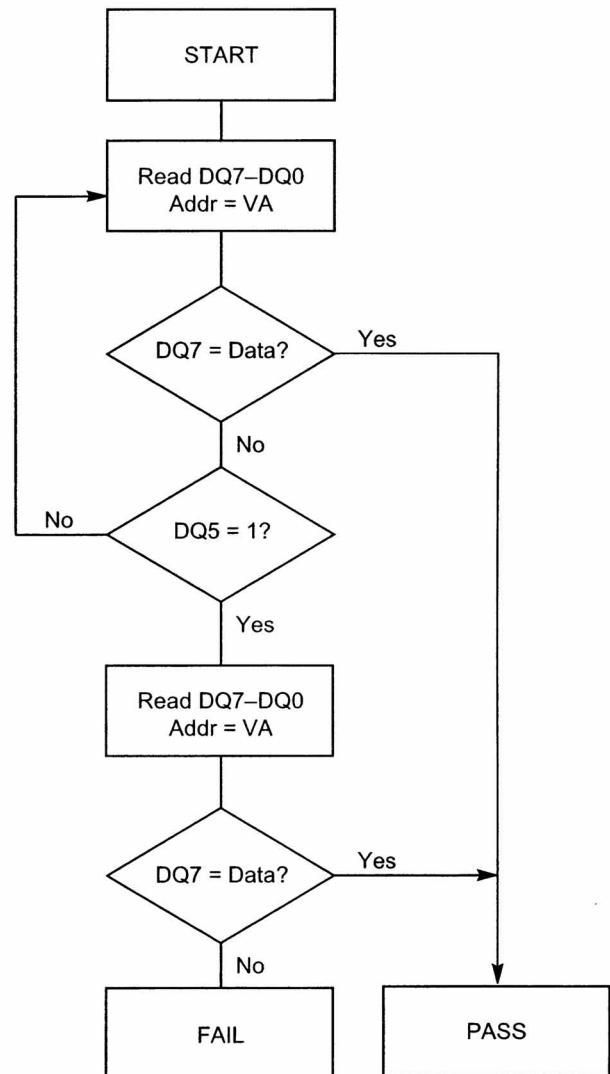 START
Read DQ7–DQ0
Addr = VA
DQ7 = Data?
Yes
No
No
DQ5 = 1?
Yes
Read DQ7–DQ0
Addr = VA
DQ7 = Data?
Yes
No
FAIL
PASS